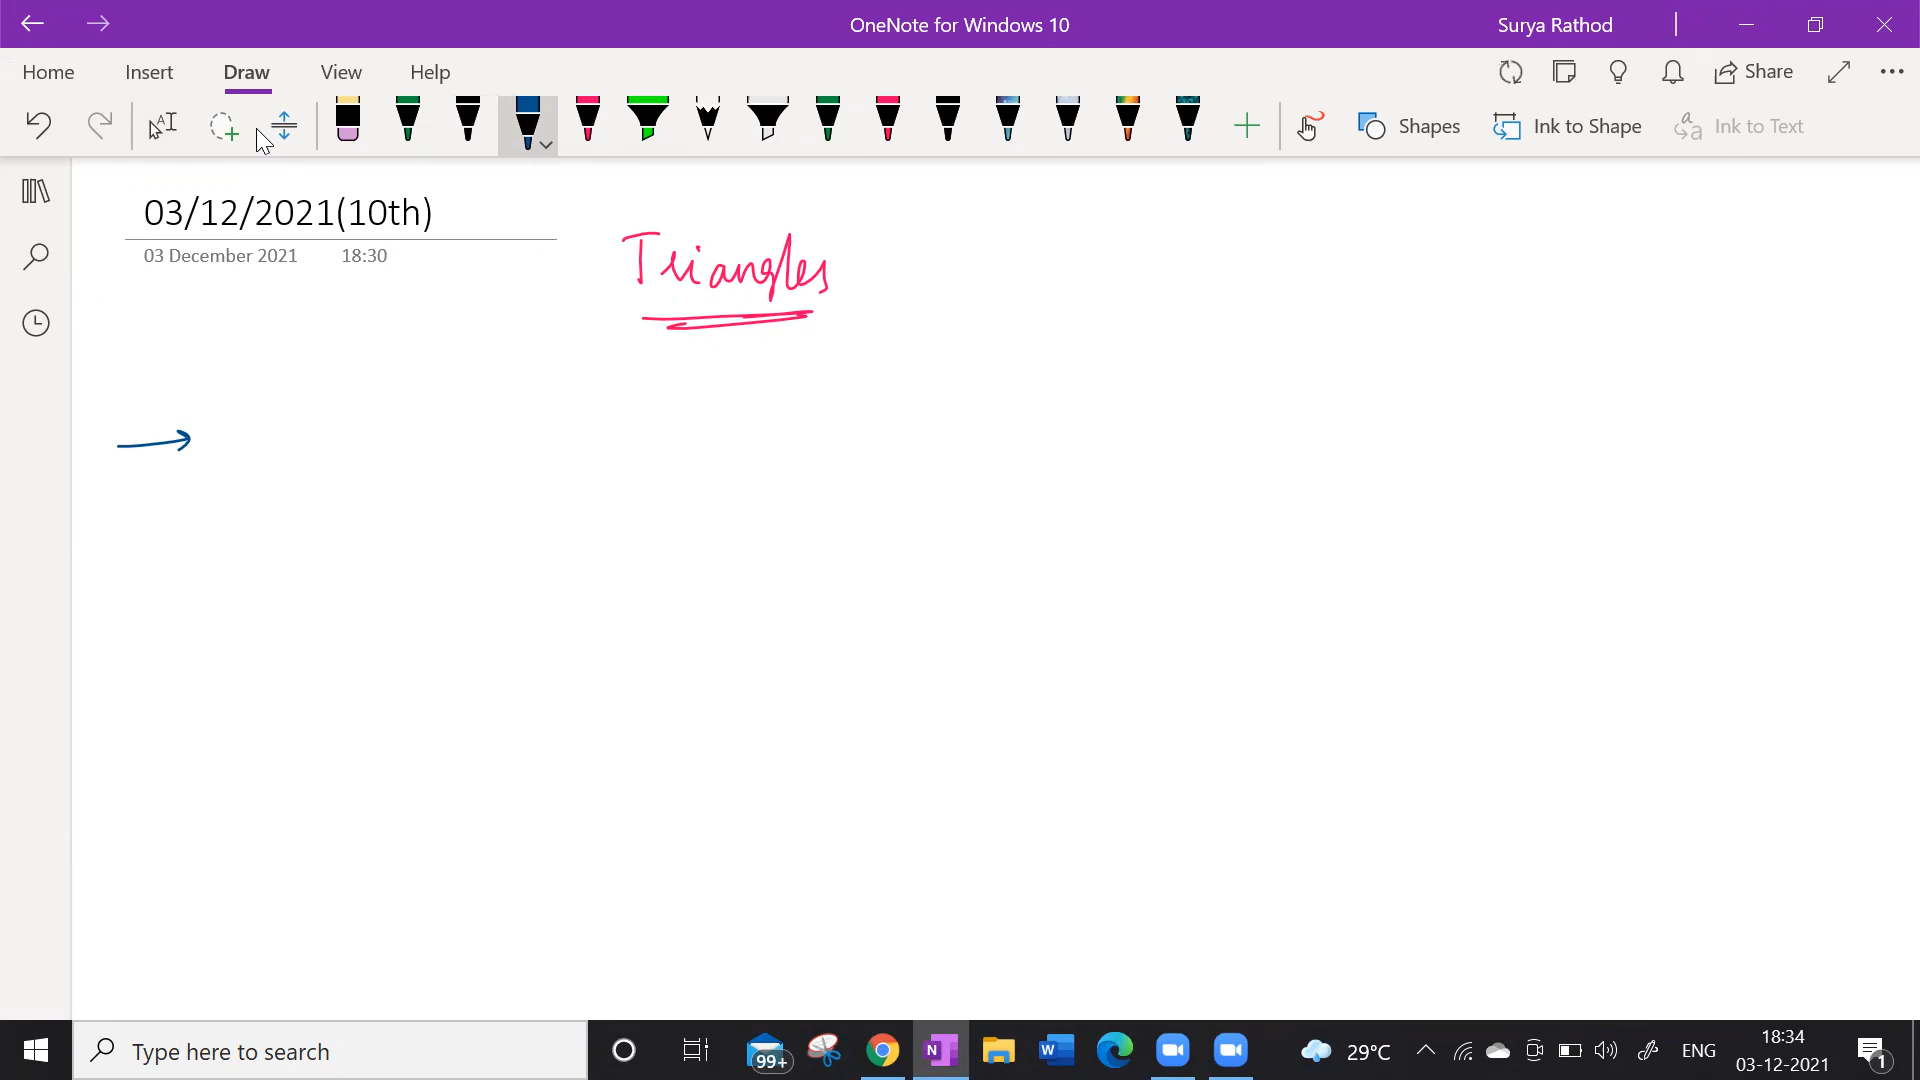 OneNote for Windows 10
Surya Rathod
Home Insert Draw View Help
Share
Shapes Ink to Shape Ink to Text
03/12/2021(10th)
03 December 2021 18:30
Triangles
Type here to search
99+
29°C
ENG
18:34
03-12-2021
1